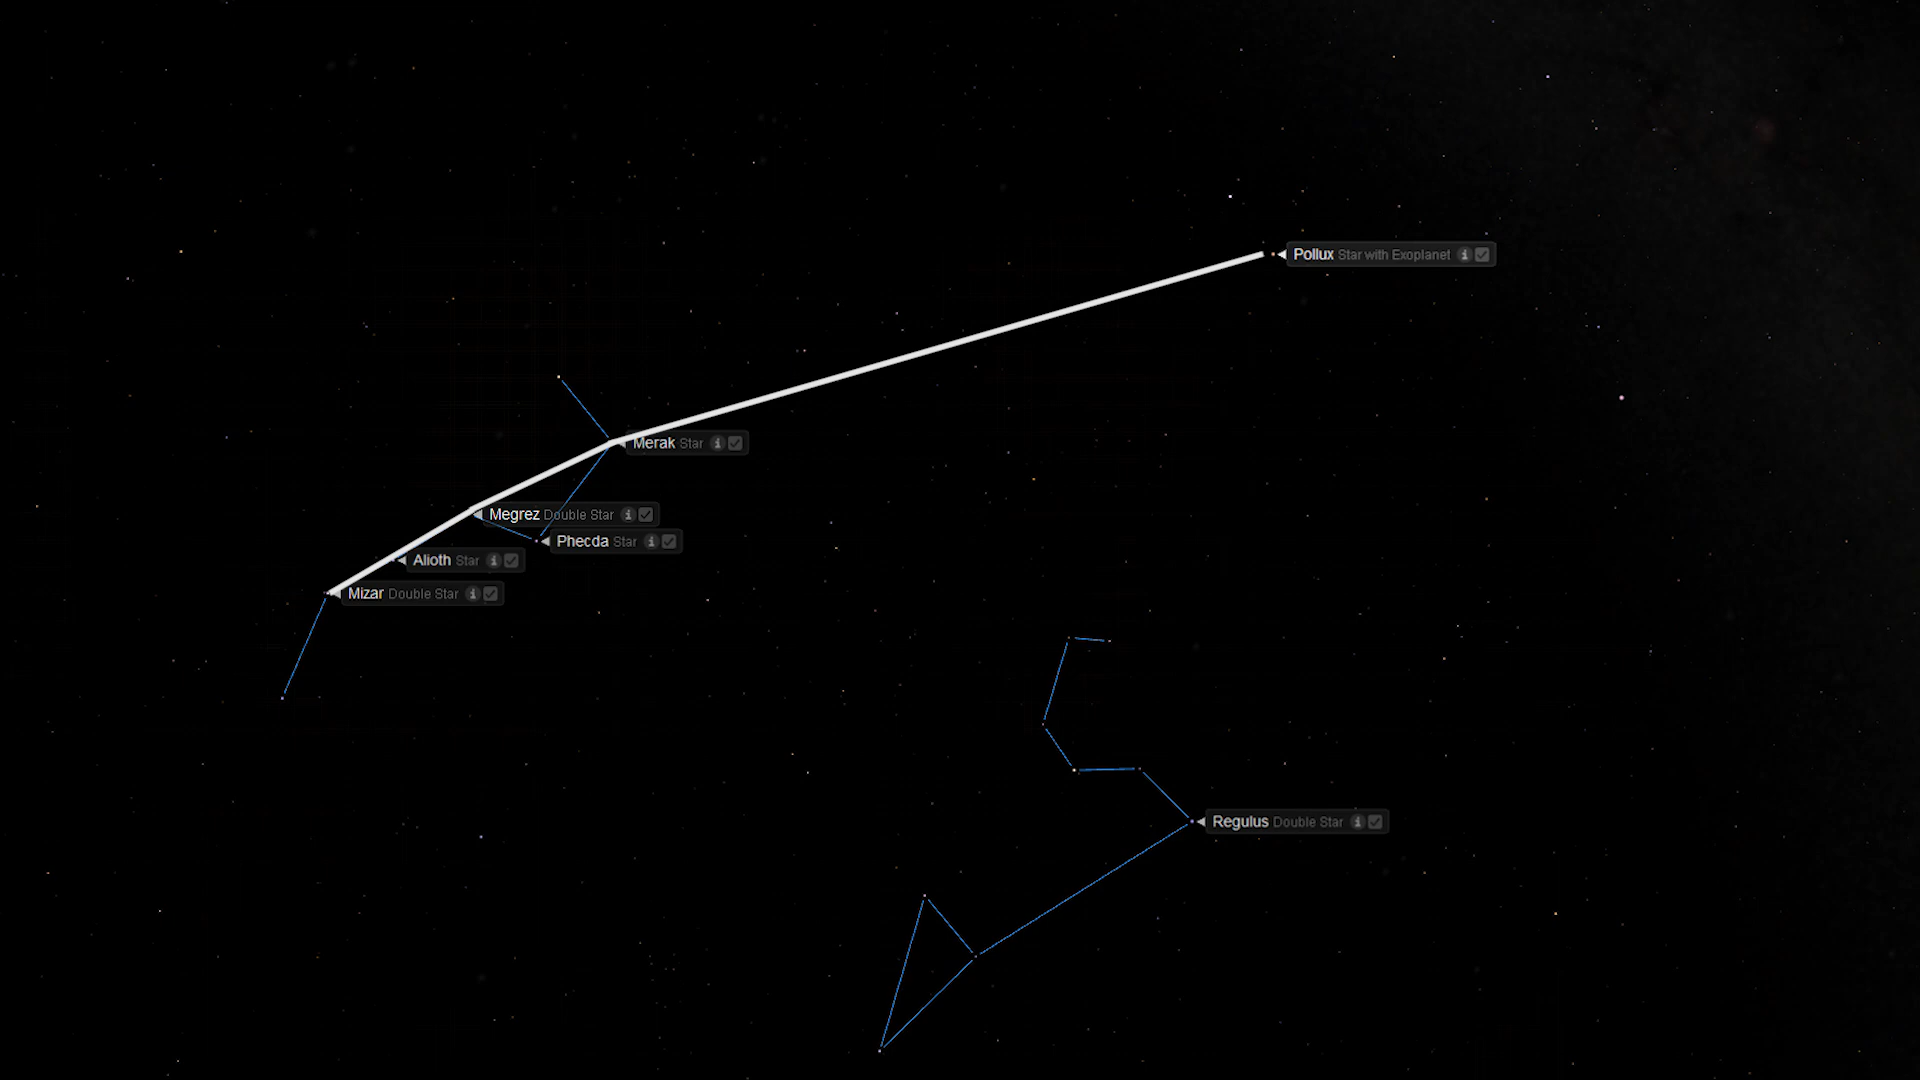 Pollux Star with Exoplanet
Merak Star
Megrez Double Star
Phecda Star
Alioth Star
Mizar Double Star
Regulus Double Star